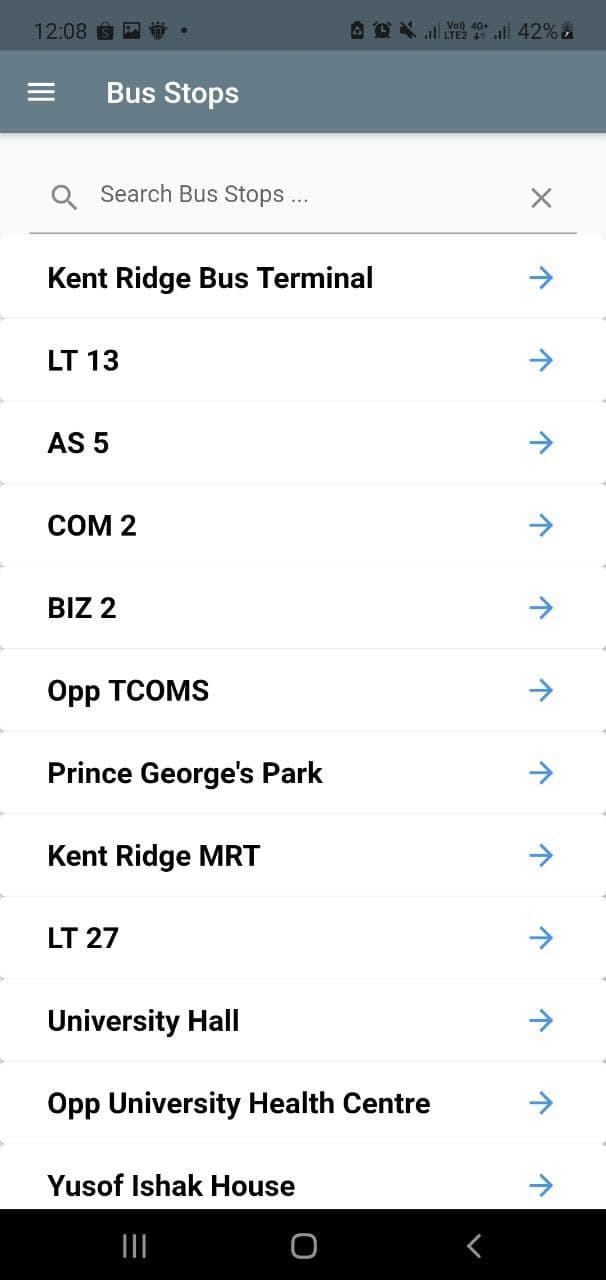 12:08
Vo)) 4G+
LTE2
42%
Bus Stops
Search Bus Stops ...
Kent Ridge Bus Terminal
LT 13
AS 5
COM 2
BIZ 2
Opp TCOMS
Prince George's Park
Kent Ridge MRT
LT 27
University Hall
Opp University Health Centre
Yusof Ishak House